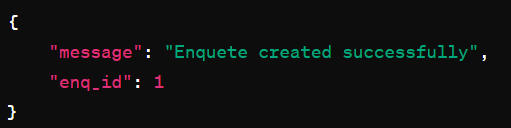 {
    "message": "Enquete created successfully",
    "enq_id": 1
}